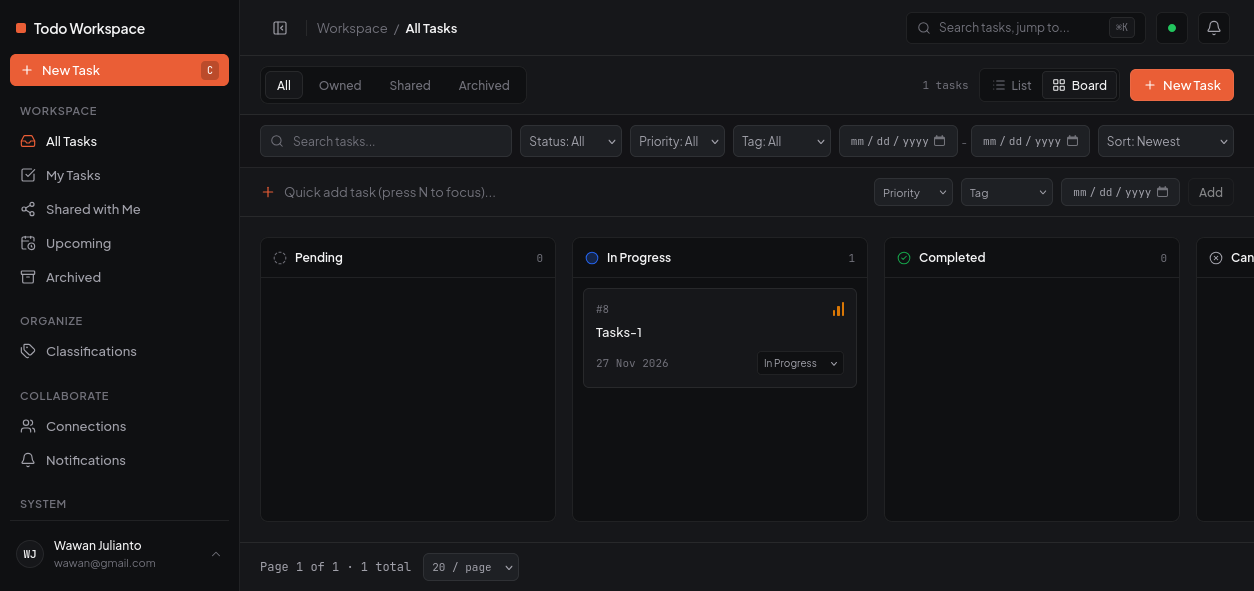 Todo Workspace
New Task C
WORKSPACE
All Tasks
My Tasks
Shared with Me
Upcoming
Archived
ORGANIZE
Classifications
COLLABORATE
Connections
Notifications
SYSTEM
WJ
Wawan Julianto
wawan@gmail.com
Workspace / All Tasks
Search tasks, jump to... ⌘K
All Owned Shared Archived
1 tasks
List Board
New Task
Search tasks...
Status: All
Priority: All
Tag: All
mm / dd / yyyy - mm / dd / yyyy
Sort: Newest
Quick add task (press N to focus)...
Priority
Tag
mm / dd / yyyy
Add
Pending 0
In Progress 1
#8
Tasks-1
27 Nov 2026 In Progress
Completed 0
Can
Page 1 of 1 · 1 total 20 / page